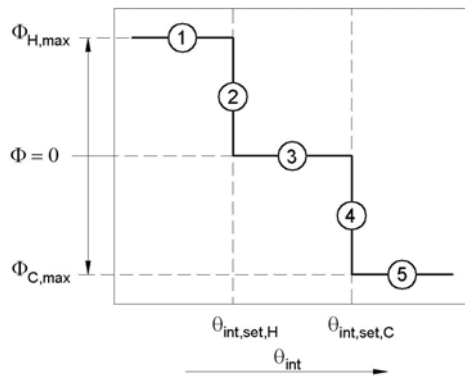 Φ_H,max
1
2
Φ = 0
3
4
Φ_C,max
5
θ_int,set,H θ_int,set,C
θ_int